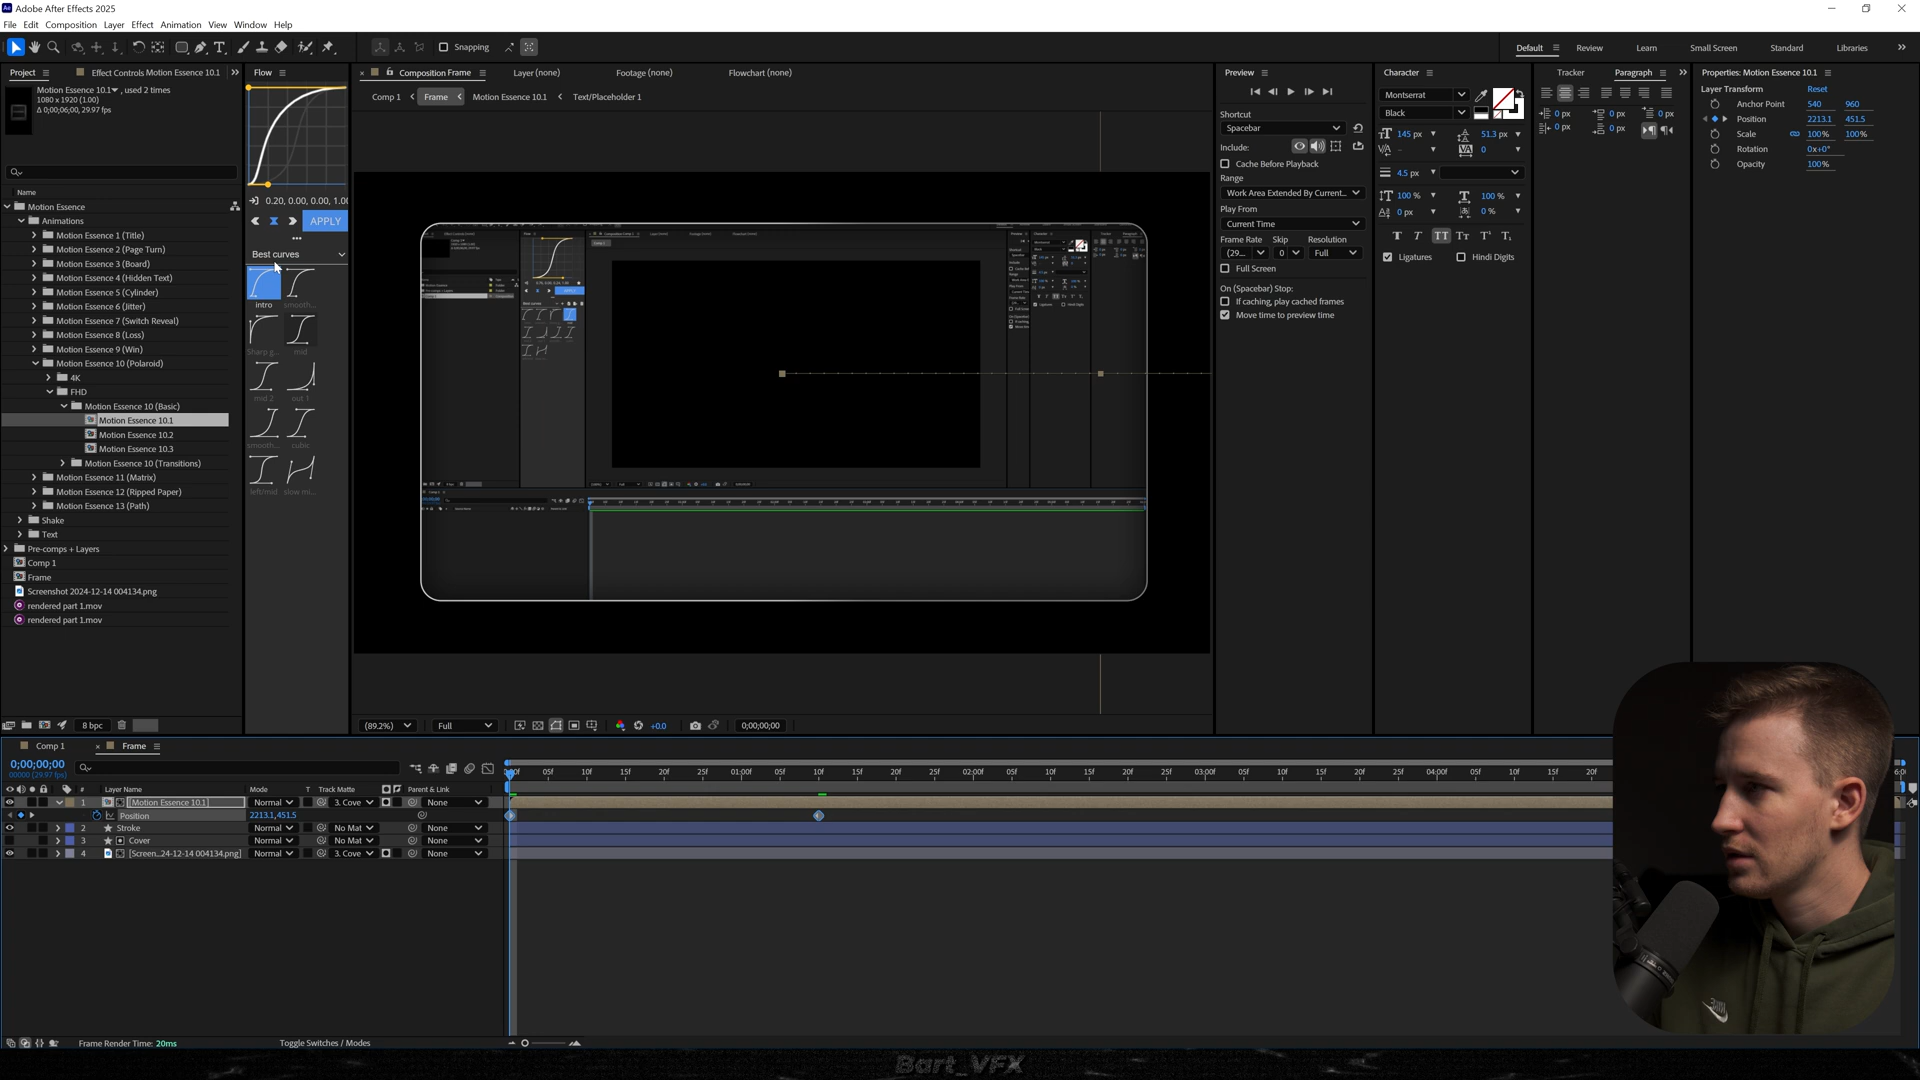 Adobe After Effects 2025
File Edit Composition Layer Effect Animation View Window Help
Snapping
Default Review Learn Small Screen Standard Libraries
Project Effect Controls Motion Essence 10.1
Motion Essence 10.1, used 2 times
1080 x 1920 (1.00)
Δ 0;00;06;00, 29.97 fps
Name
Motion Essence
Animations
Motion Essence 1 (Title)
Motion Essence 2 (Page Turn)
Motion Essence 3 (Board)
Motion Essence 4 (Hidden Text)
Motion Essence 5 (Cylinder)
Motion Essence 6 (Jitter)
Motion Essence 7 (Switch Reveal)
Motion Essence 8 (Loss)
Motion Essence 9 (Win)
Motion Essence 10 (Polaroid)
4K
FHD
Motion Essence 10 (Basic)
Motion Essence 10.1
Motion Essence 10.2
Motion Essence 10.3
Motion Essence 10 (Transitions)
Motion Essence 11 (Matrix)
Motion Essence 12 (Ripped Paper)
Motion Essence 13 (Path)
Shake
Text
Pre-comps + Layers
Comp 1
Frame
Screenshot 2024-12-14 004134.png
rendered part 1.mov
rendered part 1.mov
8 bpc
Flow
0.20, 0.00, 0.00, 1.00
APPLY
Best curves
intro smooth...
Sharp g... mid
mid 2 out 1
smooth... cubic
left/mid slow mi...
Composition Frame Layer (none) Footage (none) Flowchart (none)
Comp 1 Frame Motion Essence 10.1 Text/Placeholder 1
(89.2%) Full +0.0 0;00;00;00
Preview
Shortcut
Spacebar
Include:
Cache Before Playback
Range
Work Area Extended By Current...
Play From
Current Time
Frame Rate Skip Resolution
(29... 0 Full
Full Screen
On (Spacebar) Stop:
If caching, play cached frames
Move time to preview time
Character
Montserrat
Black
145 px 51.3 px
- 0
4.5 px
100 % 100 %
0 px 0 %
Ligatures Hindi Digits
Tracker Paragraph
0 px 0 px 0 px
0 px 0 px
Properties: Motion Essence 10.1
Layer Transform Reset
Anchor Point 540 960
Position 2213.1 451.5
Scale 100% 100%
Rotation 0x+0°
Opacity 100%
Comp 1 Frame
0;00;00;00
00000 (29.97 fps)
# Layer Name Mode T Track Matte Parent & Link
1 [Motion Essence 10.1] Normal 3. Cove None
Position 2213.1,451.5
2 Stroke Normal No Mat None
3 Cover Normal No Mat None
4 [Screen...24-12-14 004134.png] Normal 3. Cove None
05f 10f 15f 20f 25f 01:00f 05f 10f 15f 20f 25f 02:00f 05f 10f 15f 20f 25f 03:00f 05f 10f 15f 20f 25f 04:00f 05f 10f 15f 20f
Frame Render Time: 20ms
Toggle Switches / Modes
Bart_VFX